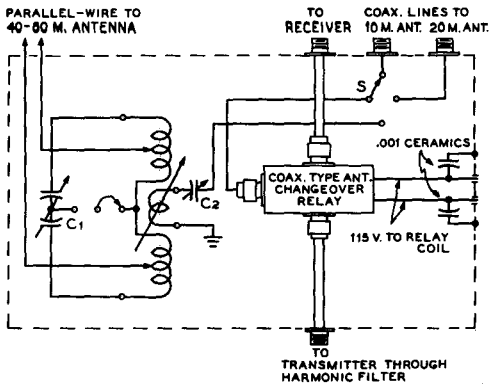 PARALLEL-WIRE TO
40-80 M. ANTENNA
TO
RECEIVER
COAX. LINES TO
10 M. ANT. 20 M. ANT.
S
.001 CERAMICS
C1
C2
COAX. TYPE ANT.
CHANGEOVER
RELAY
115 V. TO RELAY
COIL
TO
TRANSMITTER THROUGH
HARMONIC FILTER